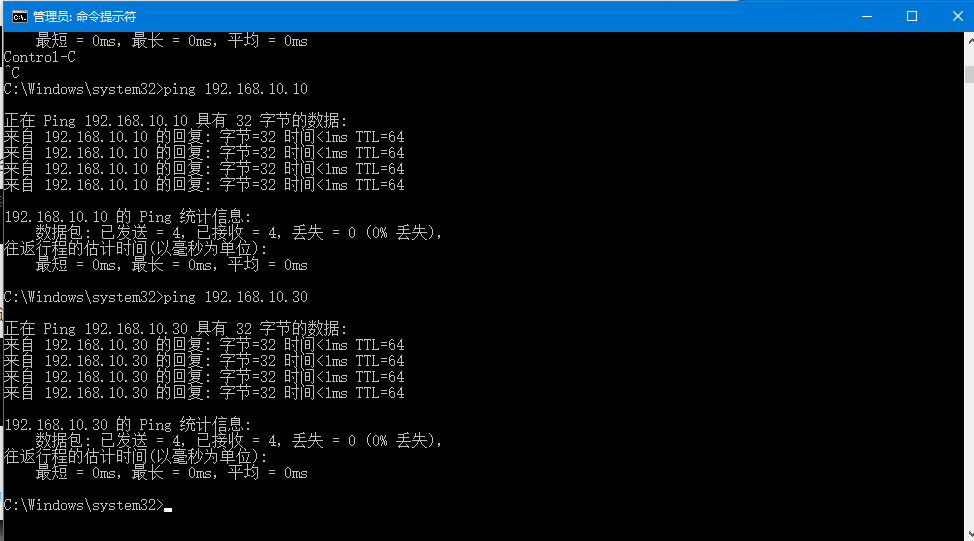 管理员: 命令提示符
最短 = 0ms，最长 = 0ms，平均 = 0ms
Control-C
^C
C:\Windows\system32>ping 192.168.10.10
正在 Ping 192.168.10.10 具有 32 字节的数据:
来自 192.168.10.10 的回复: 字节=32 时间<1ms TTL=64
来自 192.168.10.10 的回复: 字节=32 时间<1ms TTL=64
来自 192.168.10.10 的回复: 字节=32 时间<1ms TTL=64
来自 192.168.10.10 的回复: 字节=32 时间<1ms TTL=64
192.168.10.10 的 Ping 统计信息:
数据包: 已发送 = 4，已接收 = 4，丢失 = 0 (0% 丢失)，
往返行程的估计时间(以毫秒为单位):
最短 = 0ms，最长 = 0ms，平均 = 0ms
C:\Windows\system32>ping 192.168.10.30
正在 Ping 192.168.10.30 具有 32 字节的数据:
来自 192.168.10.30 的回复: 字节=32 时间<1ms TTL=64
来自 192.168.10.30 的回复: 字节=32 时间<1ms TTL=64
来自 192.168.10.30 的回复: 字节=32 时间<1ms TTL=64
来自 192.168.10.30 的回复: 字节=32 时间<1ms TTL=64
192.168.10.30 的 Ping 统计信息:
数据包: 已发送 = 4，已接收 = 4，丢失 = 0 (0% 丢失)，
往返行程的估计时间(以毫秒为单位):
最短 = 0ms，最长 = 0ms，平均 = 0ms
C:\Windows\system32>